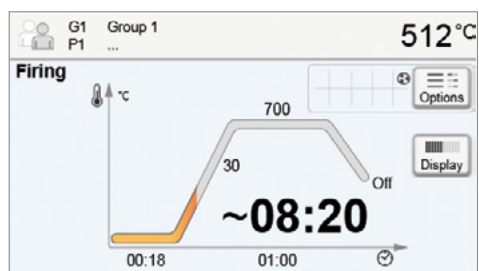 G1 Group 1
P1 ...
512°C
Firing
Options
°C
700
Display
30
Off
~08:20
00:18 01:00